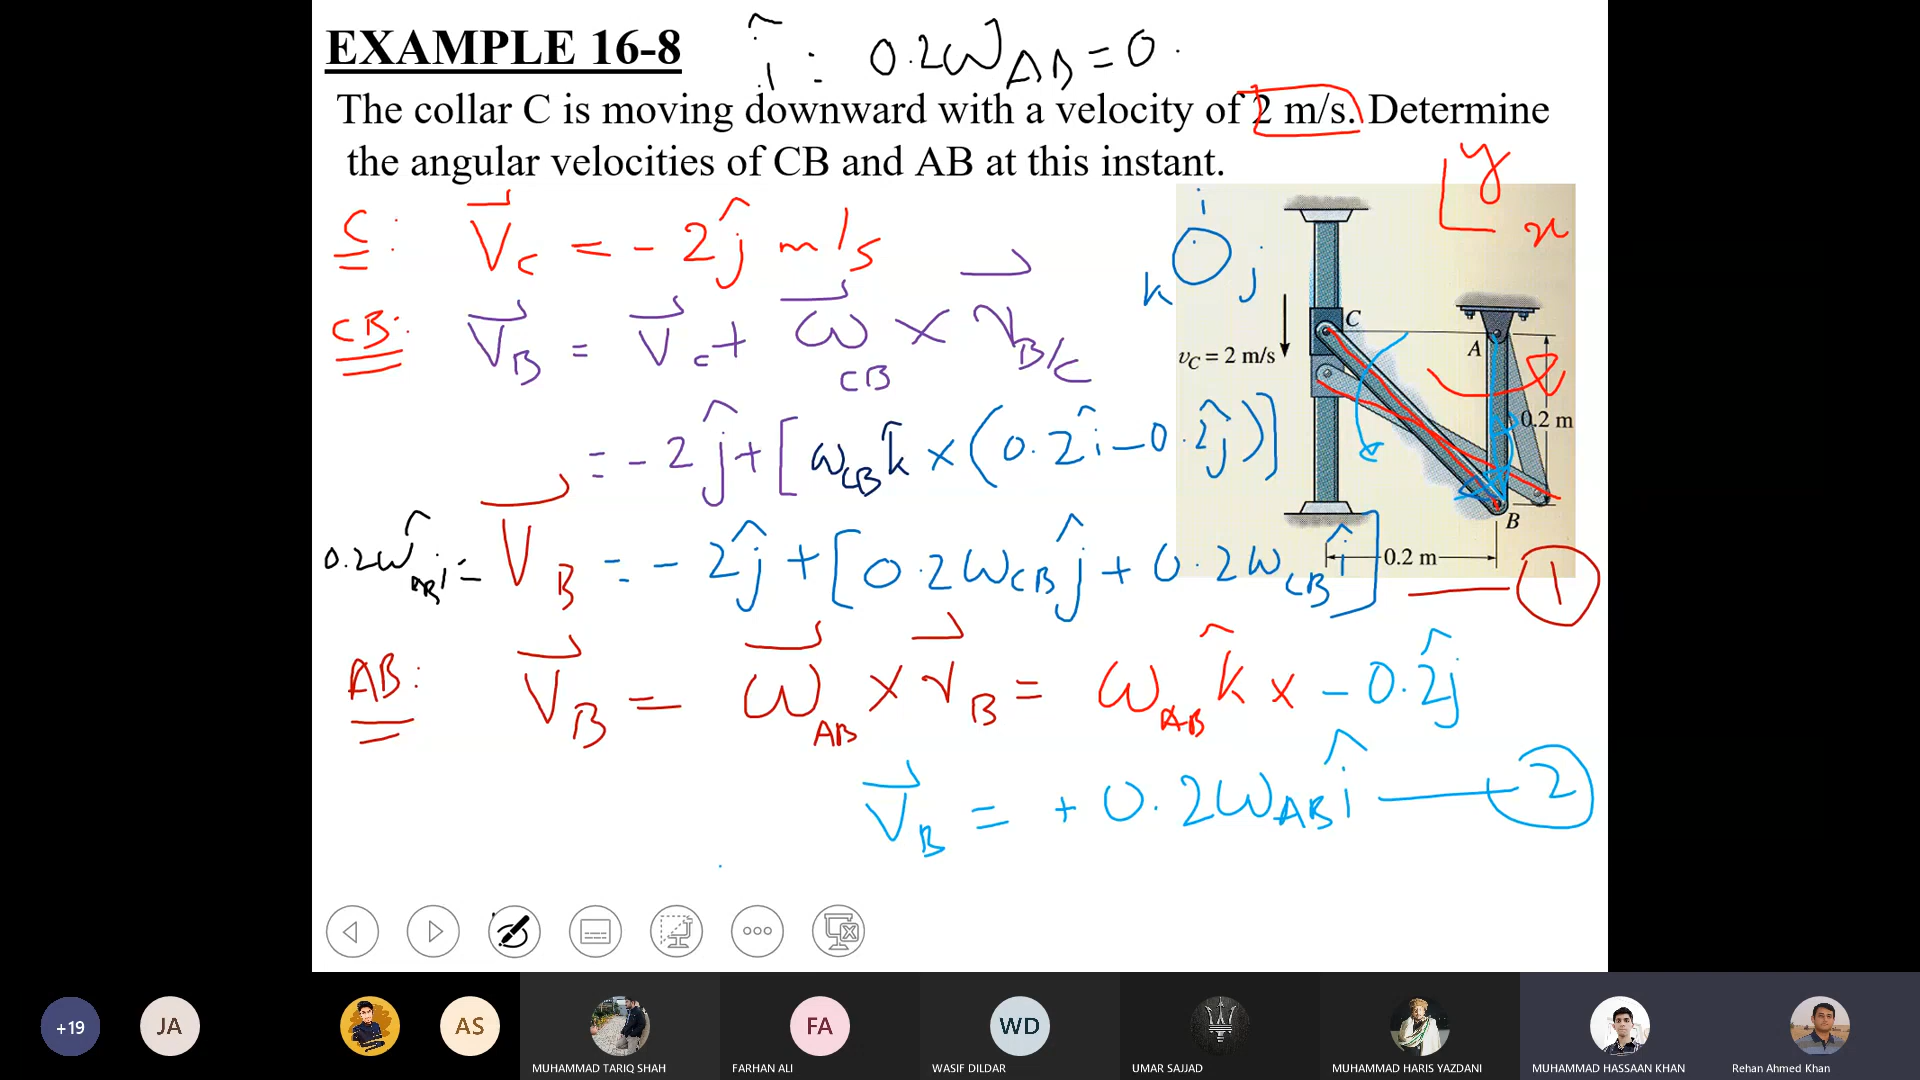 EXAMPLE 16-8
î : 0.2ω_AB = 0.
The collar C is moving downward with a velocity of 2 m/s. Determine
the angular velocities of CB and AB at this instant.
y
x
C: V_C = -2ĵ m/s
i
j
k
CB: V_B = V_C + ω_CB × r_B/C
= -2ĵ + [ω_CB k̂ × (0.2î - 0.2ĵ)]
C
v_C = 2 m/s
A
0.2 m
B
0.2 m
0.2ω_AB î = V_B = -2ĵ + [0.2ω_CB ĵ + 0.2ω_CB î] — 1
AB: V_B = ω_AB × r_B = ω_AB k̂ × -0.2ĵ
V_B = +0.2ω_AB î — 2
+19
JA
AS
FA
WD
MUHAMMAD TARIQ SHAH
FARHAN ALI
WASIF DILDAR
UMAR SAJJAD
MUHAMMAD HARIS YAZDANI
MUHAMMAD HASSAAN KHAN
Rehan Ahmed Khan